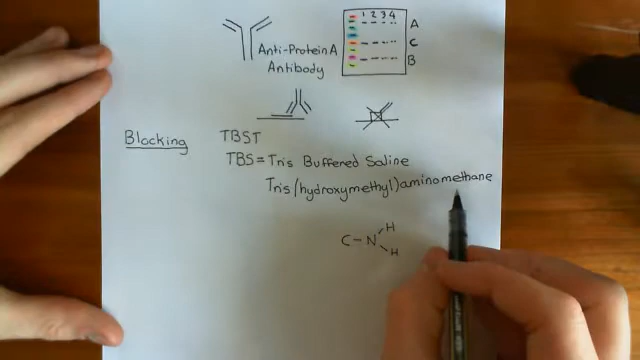 1 2 3 4
A
C
B
Anti-Protein A
Antibody
Blocking
TBST
TBS = Tris Buffered Saline
Tris(hydroxymethyl)aminomethane
H
C-N
H